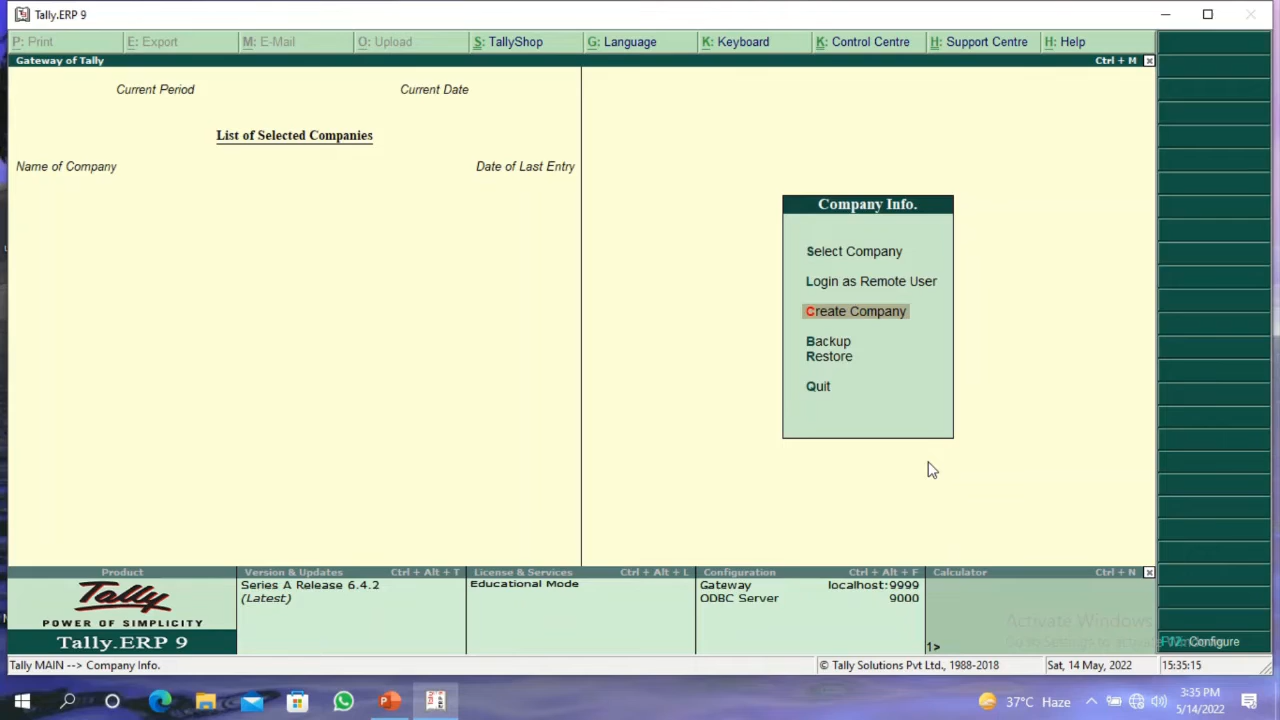 Tally.ERP 9
P: Print E: Export M: E-Mail O: Upload S: TallyShop G: Language K: Keyboard K: Control Centre H: Support Centre H: Help
Gateway of Tally Ctrl + M
Current Period Current Date
List of Selected Companies
Name of Company Date of Last Entry
Company Info.
Select Company
Login as Remote User
Create Company
Backup
Restore
Quit
Product
Tally
POWER OF SIMPLICITY
Tally.ERP 9
Version & Updates Ctrl + Alt + T
Series A Release 6.4.2
(Latest)
License & Services Ctrl + Alt + L
Educational Mode
Configuration Ctrl + Alt + F
Gateway localhost:9999
ODBC Server 9000
Calculator Ctrl + N
1>
Activate Windows
F12: Configure
Tally MAIN --> Company Info. © Tally Solutions Pvt Ltd., 1988-2018 Sat, 14 May, 2022 15:35:15
37°C Haze 3:35 PM
5/14/2022